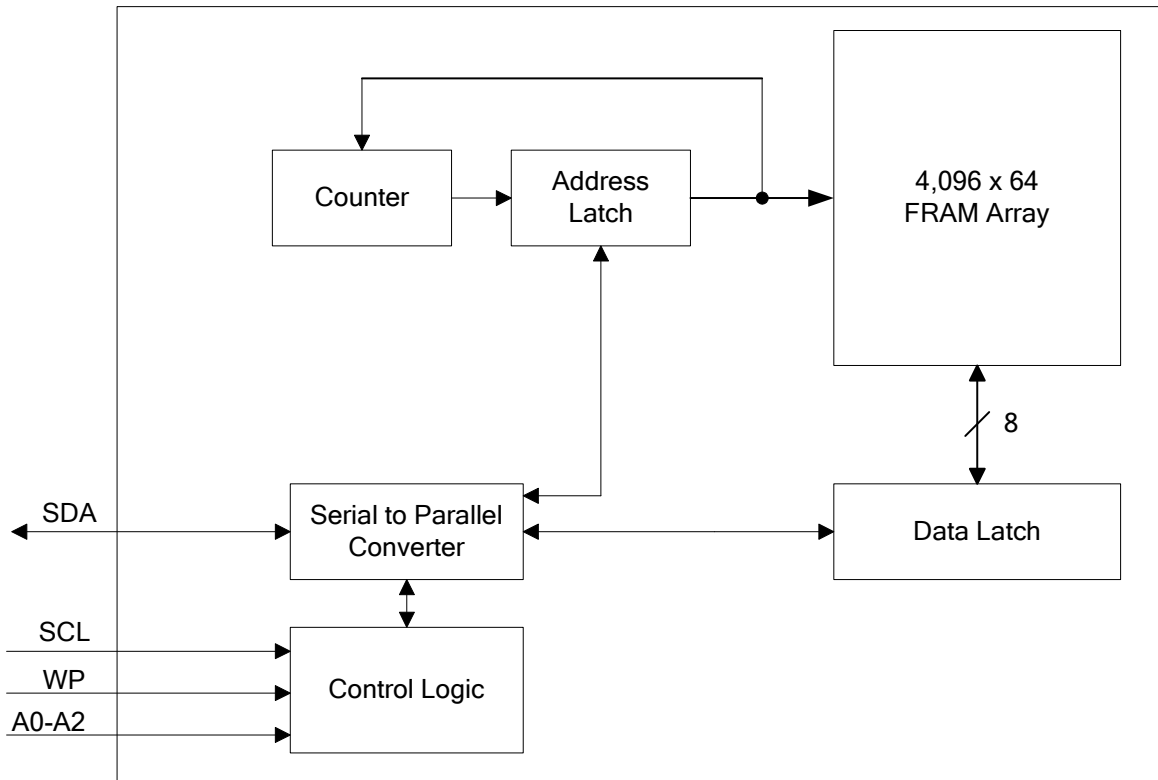 Counter
Address
Latch
4,096 x 64
FRAM Array
8
SDA
Serial to Parallel
Converter
Data Latch
SCL
WP
A0-A2
Control Logic